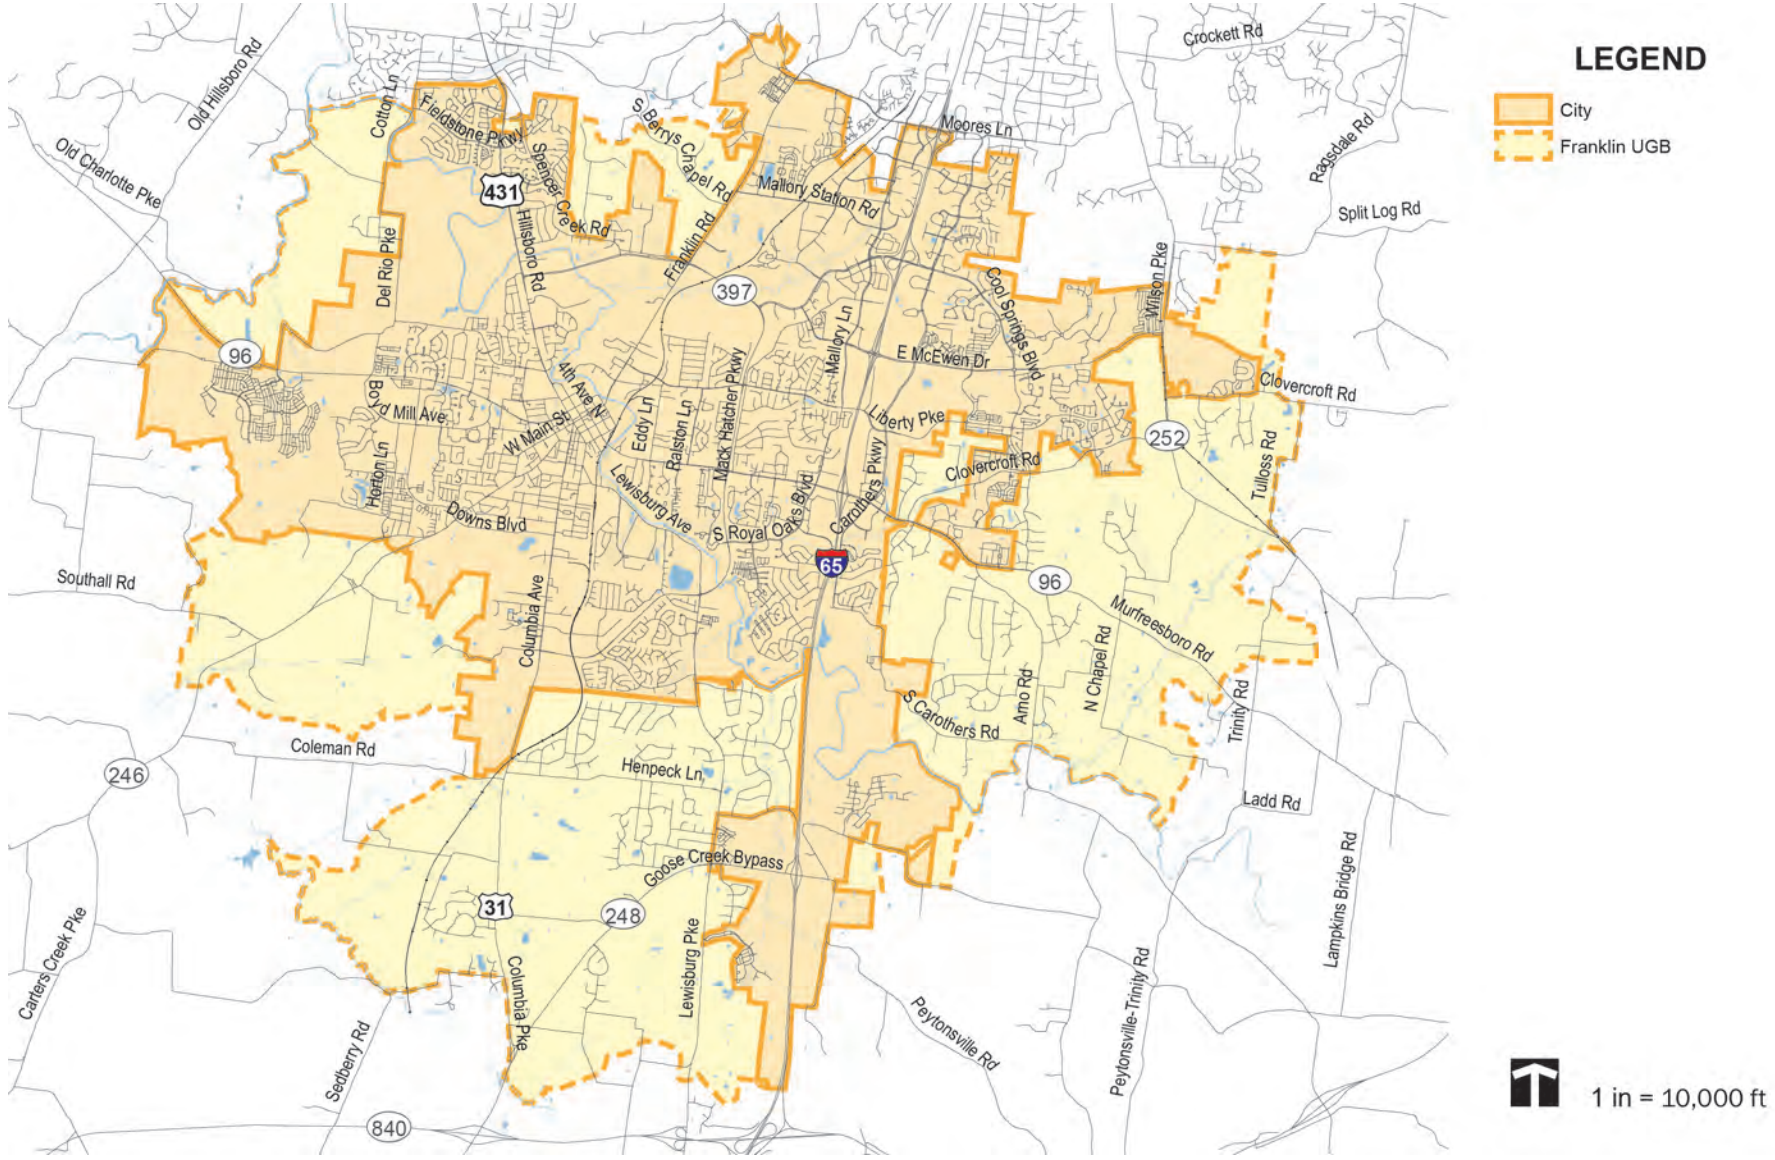 LEGEND
City
Franklin UGB
1 in = 10,000 ft
Crockett Rd
Old Hillsboro Rd
Cotton Ln
Fieldstone Pkwy
S Berrys Chapel Rd
Moores Ln
Ragsdale Rd
Old Charlotte Pke
Spencer Creek Rd
431
Mallory Station Rd
Split Log Rd
Hillsboro Rd
Franklin Rd
Del Rio Pke
397
Cool Springs Blvd
Wilson Pke
Mallory Ln
96
E McEwen Dr
Clovercroft Rd
4th Ave N
Mack Hatcher Pkwy
Boyd Mill Ave
W Main St
Eddy Ln
Ralston Ln
Liberty Pke
252
Horton Ln
Lewisburg Ave
Carothers Pkwy
Clovercroft Rd
Tulloss Rd
Downs Blvd
S Royal Oaks Blvd
65
Southall Rd
96
Columbia Ave
Murfreesboro Rd
N Chapel Rd
Arno Rd
S Carothers Rd
Trinity Rd
Coleman Rd
246
Henpeck Ln
Ladd Rd
Goose Creek Bypass
Lampkins Bridge Rd
31
248
Carters Creek Pke
Lewisburg Pke
Columbia Pke
Peytonsville Rd
Peytonsville-Trinity Rd
Sedberry Rd
840